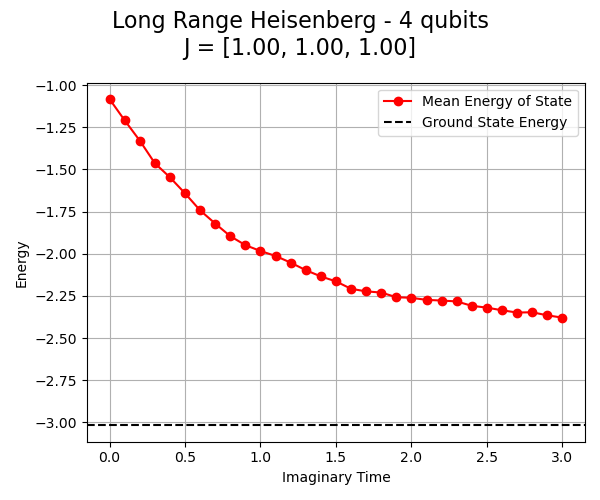 Long Range Heisenberg - 4 qubits
J = [1.00, 1.00, 1.00]
Mean Energy of State
Ground State Energy
Energy
−1.00
−1.25
−1.50
−1.75
−2.00
−2.25
−2.50
−2.75
−3.00
0.0 0.5 1.0 1.5 2.0 2.5 3.0
Imaginary Time